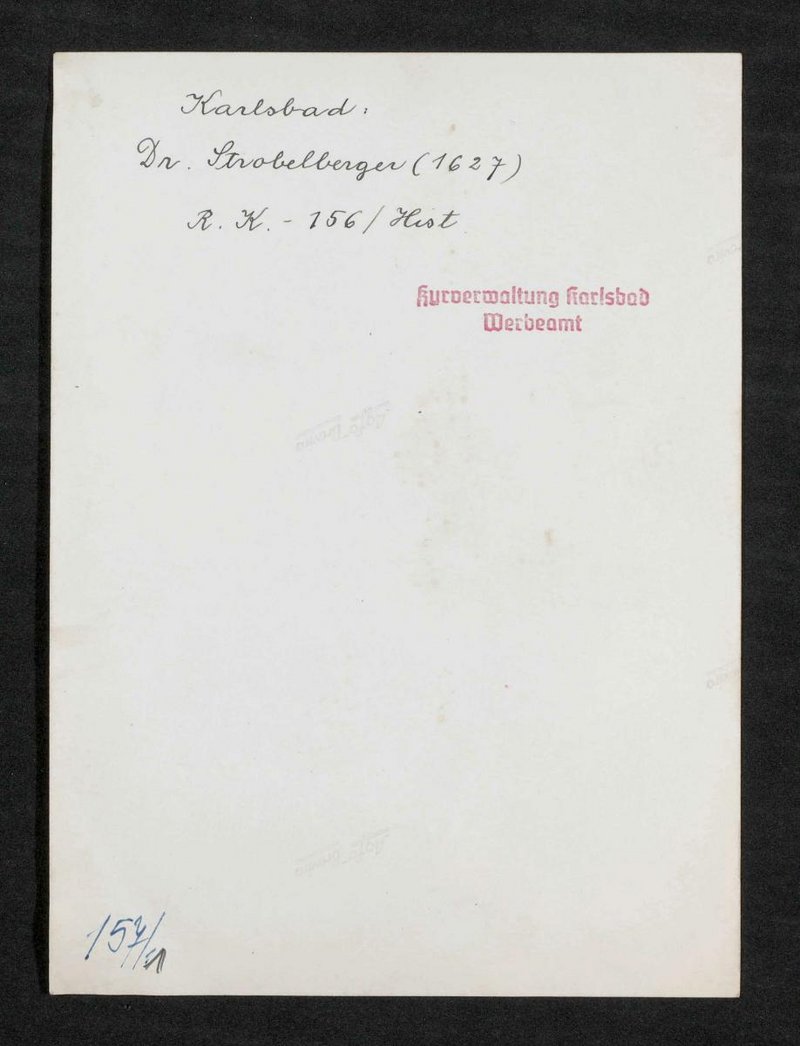 Karlsbad:
Dr. Strobelberger (1627)
R. K. - 156 / Hist
Kurverwaltung Karlsbad
Werbeamt